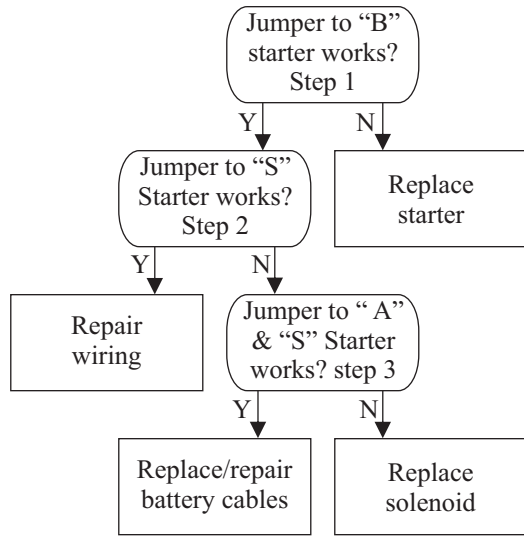 Jumper to “B”
starter works?
Step 1
Y
N
Jumper to “S”
Starter works?
Step 2
Replace
starter
Y
N
Repair
wiring
Jumper to “ A”
& “S” Starter
works? step 3
Y
N
Replace/repair
battery cables
Replace
solenoid